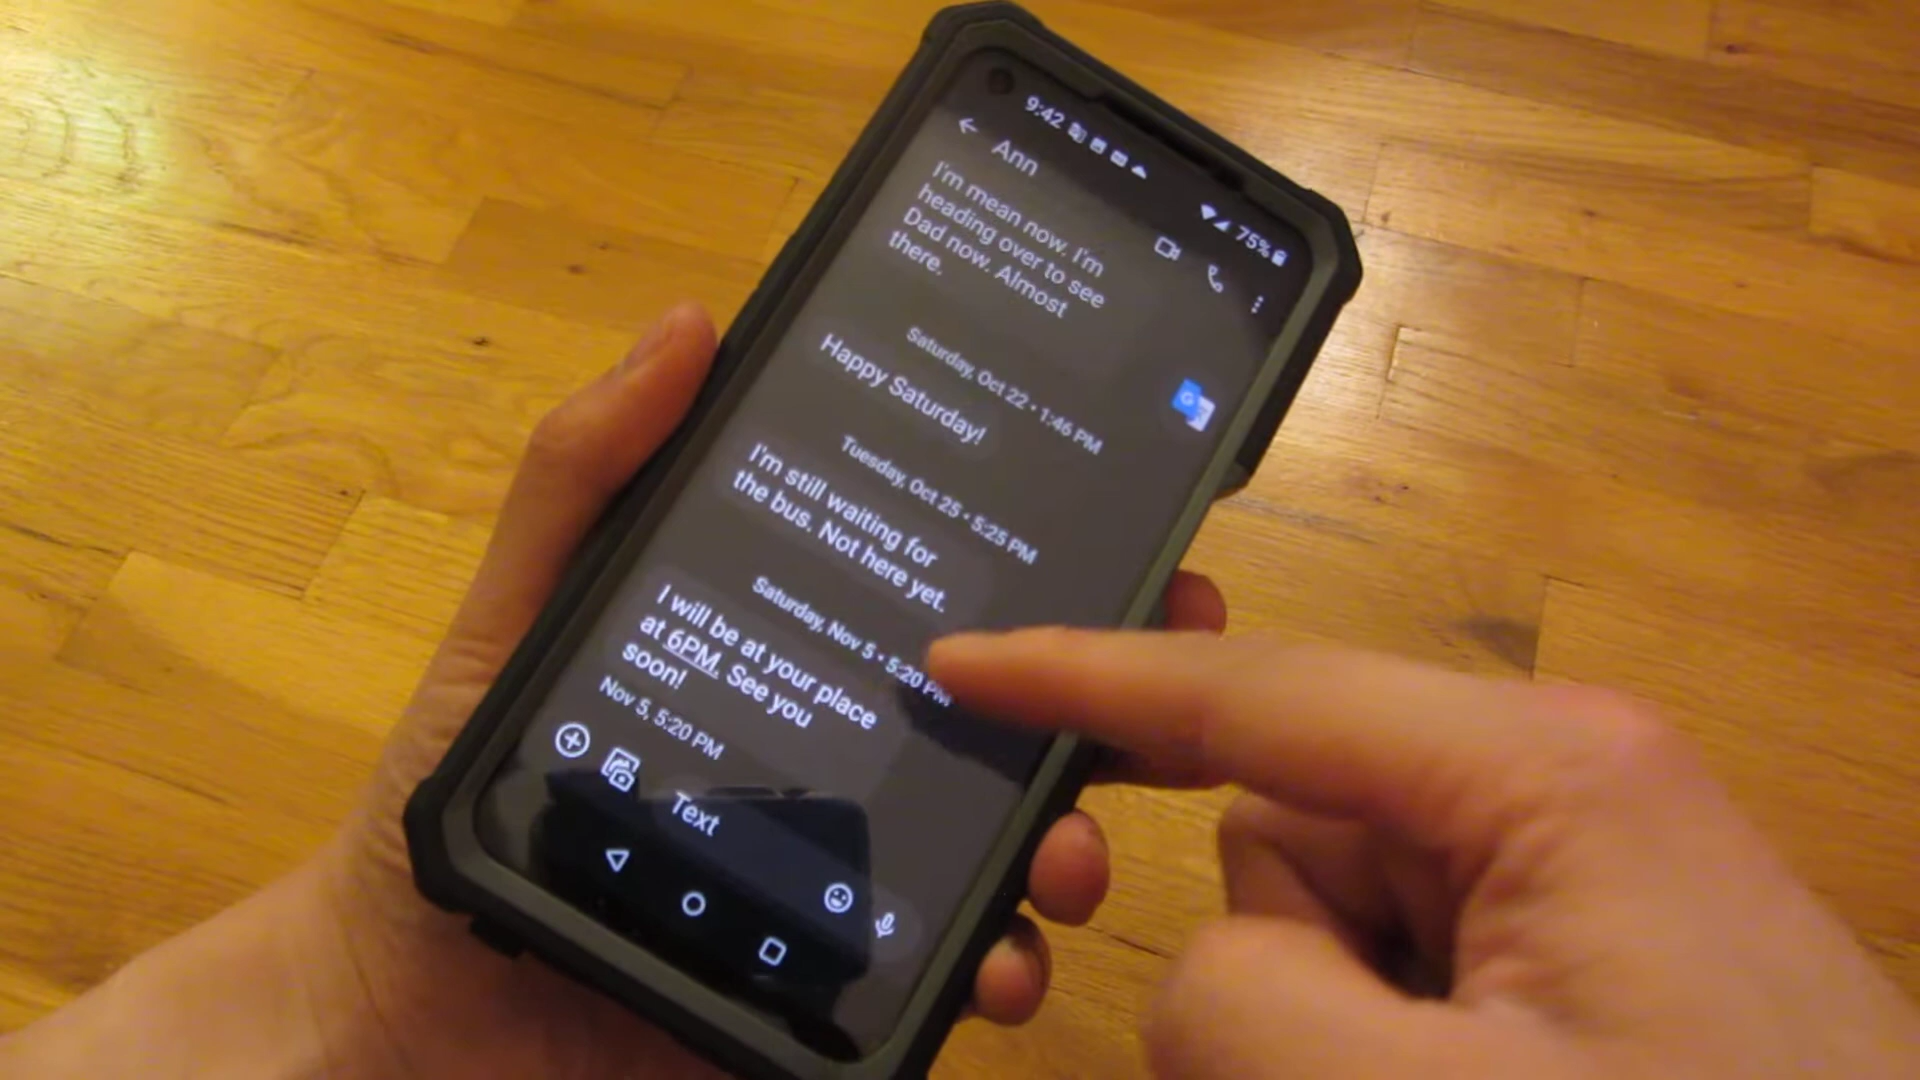 9:42
75%
Ann
I'm mean now. I'm
heading over to see
Dad now. Almost
there.
Saturday, Oct 22 • 1:46 PM
Happy Saturday!
Tuesday, Oct 25 • 5:25 PM
I'm still waiting for
the bus. Not here yet.
Saturday, Nov 5 • 5:20 PM
I will be at your place
at 6PM. See you
soon!
Nov 5, 5:20 PM
Text